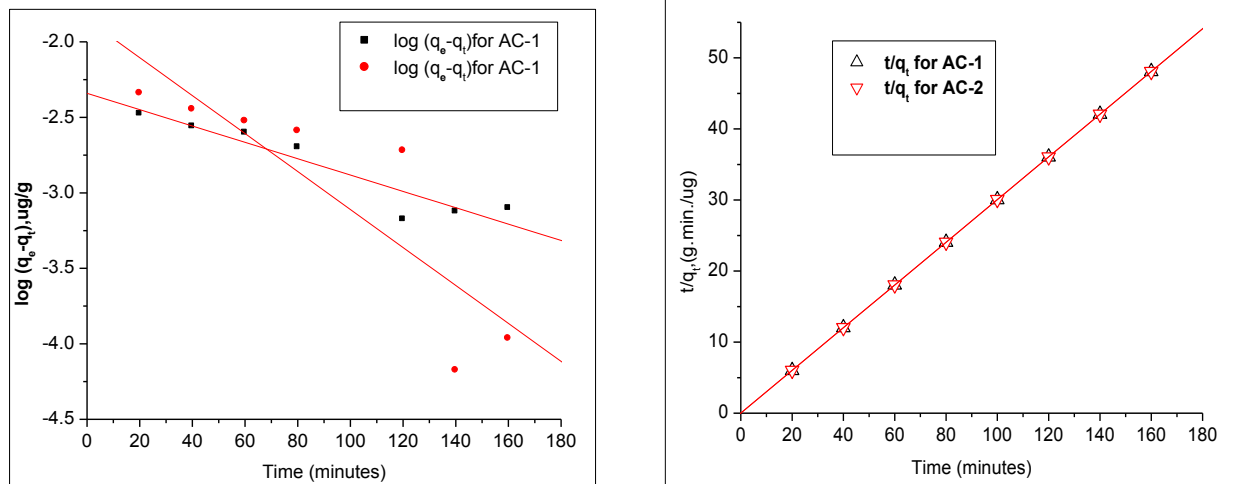 log (qe-qt)for AC-1
log (qe-qt)for AC-1
-2.0
-2.5
-3.0
-3.5
-4.0
-4.5
log (qe-qt),ug/g
0 20 40 60 80 100 120 140 160 180
Time (minutes)
t/qt for AC-1
t/qt for AC-2
50
40
30
20
10
0
t/qt,(g.min./ug)
0 20 40 60 80 100 120 140 160 180
Time (minutes)